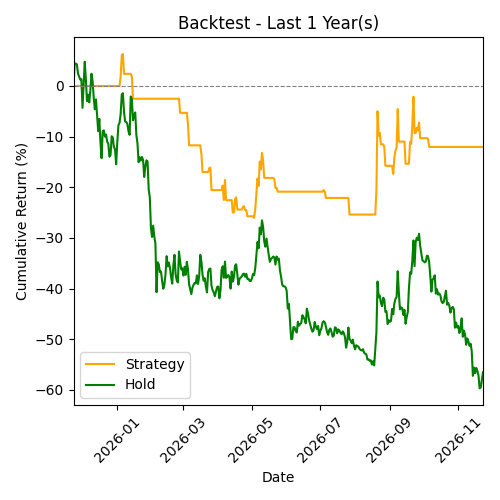 Backtest - Last 1 Year(s)
Cumulative Return (%)
0
−10
−20
−30
−40
−50
−60
Strategy
Hold
2026-01
2026-03
2026-05
2026-07
2026-09
2026-11
Date